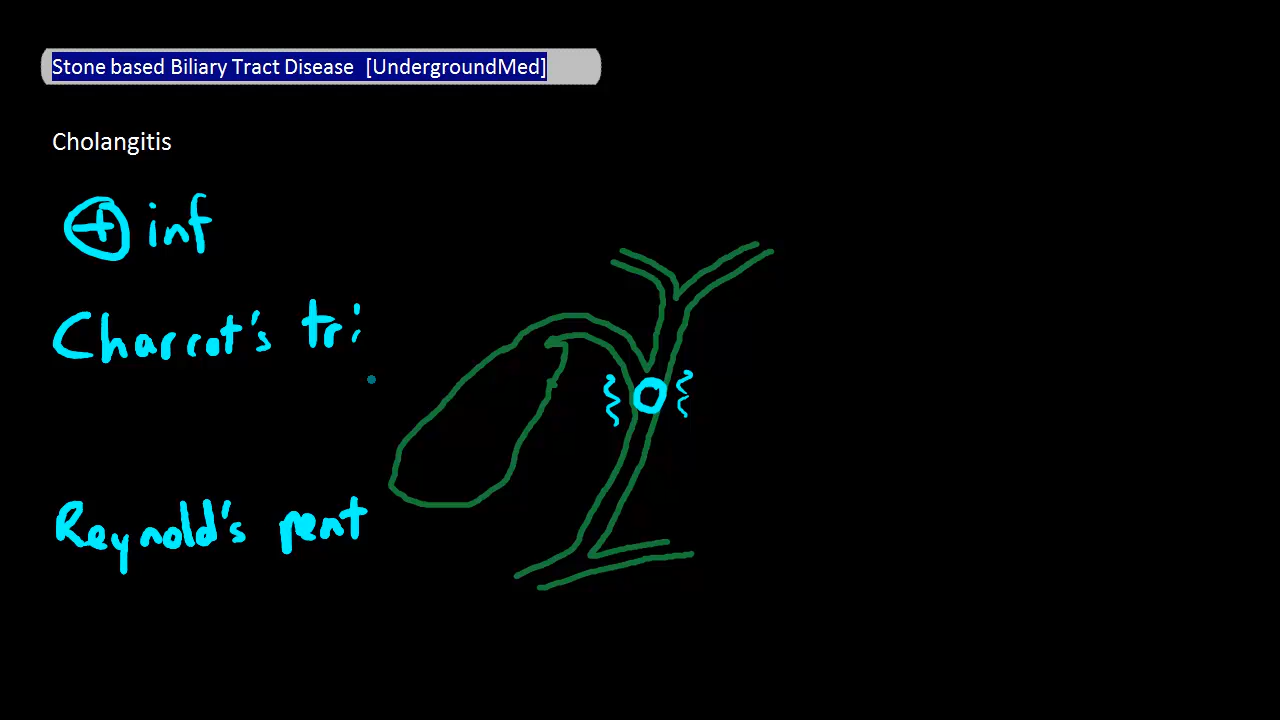 Stone based Biliary Tract Disease [UndergroundMed]
Cholangitis
+ inf
Charcot's tri
Reynold's pent